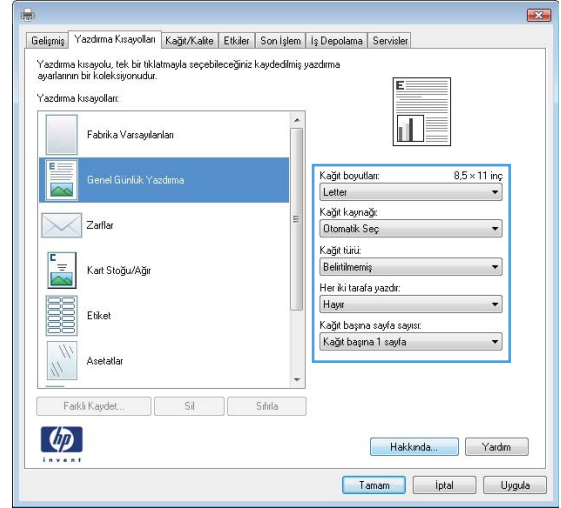 Gelişmiş Yazdırma Kısayolları Kağıt/Kalite Etkiler Son İşlem İş Depolama Servisler
Yazdırma kısayolu, tek bir tıklatmayla seçebileceğiniz kaydedilmiş yazdırma
ayarlarının bir koleksiyonudur.
Yazdırma kısayolları:
Fabrika Varsayılanları
Genel Günlük Yazdırma
Zarflar
Kart Stoğu/Ağır
Etiket
Asetatlar
E
Kağıt boyutları: 8,5 × 11 inç
Letter
Kağıt kaynağı:
Otomatik Seç
Kağıt türü:
Belirtilmemiş
Her iki tarafa yazdır:
Hayır
Kağıt başına sayfa sayısı:
Kağıt başına 1 sayfa
Farklı Kaydet... Sil Sıfırla
hp
invent
Hakkında... Yardım
Tamam İptal Uygula